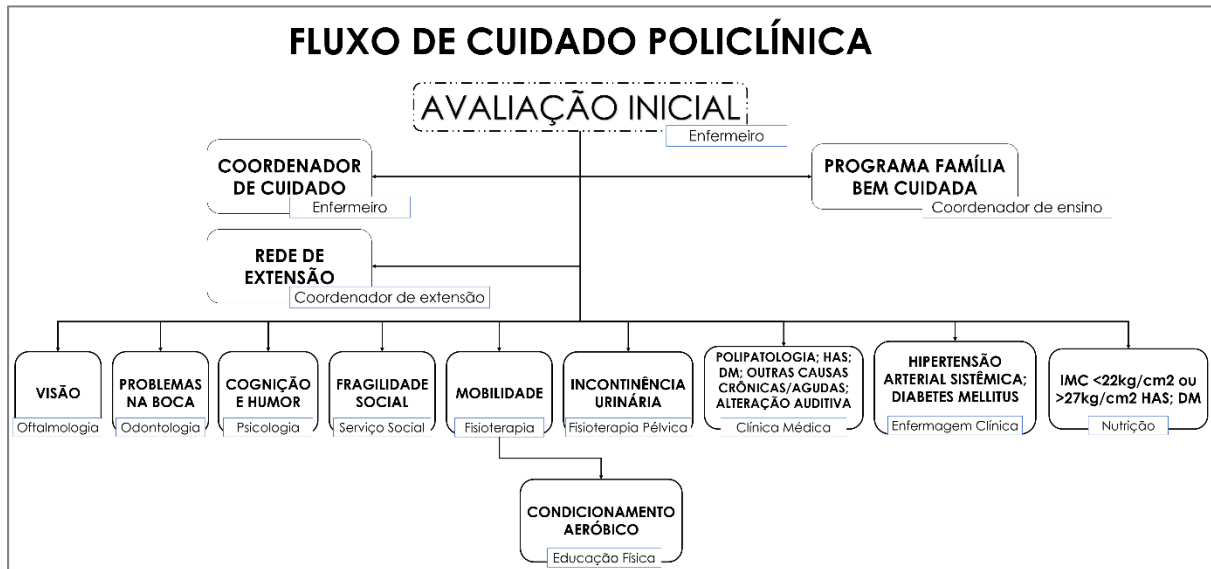 FLUXO DE CUIDADO POLICLÍNICA
AVALIAÇÃO INICIAL
Enfermeiro
COORDENADOR
DE CUIDADO
Enfermeiro
PROGRAMA FAMÍLIA
BEM CUIDADA
Coordenador de ensino
REDE DE
EXTENSÃO
Coordenador de extensão
VISÃO
Oftalmologia
PROBLEMAS
NA BOCA
Odontologia
COGNIÇÃO
E HUMOR
Psicologia
FRAGILIDADE
SOCIAL
Serviço Social
MOBILIDADE
Fisioterapia
INCONTINÊNCIA
URINÁRIA
Fisioterapia Pélvica
POLIPATOLOGIA; HAS;
DM; OUTRAS CAUSAS
CRÔNICAS/AGUDAS;
ALTERAÇÃO AUDITIVA
Clínica Médica
HIPERTENSÃO
ARTERIAL SISTÊMICA;
DIABETES MELLITUS
Enfermagem Clínica
IMC <22kg/cm2 ou
>27kg/cm2 HAS; DM
Nutrição
CONDICIONAMENTO
AERÓBICO
Educação Física